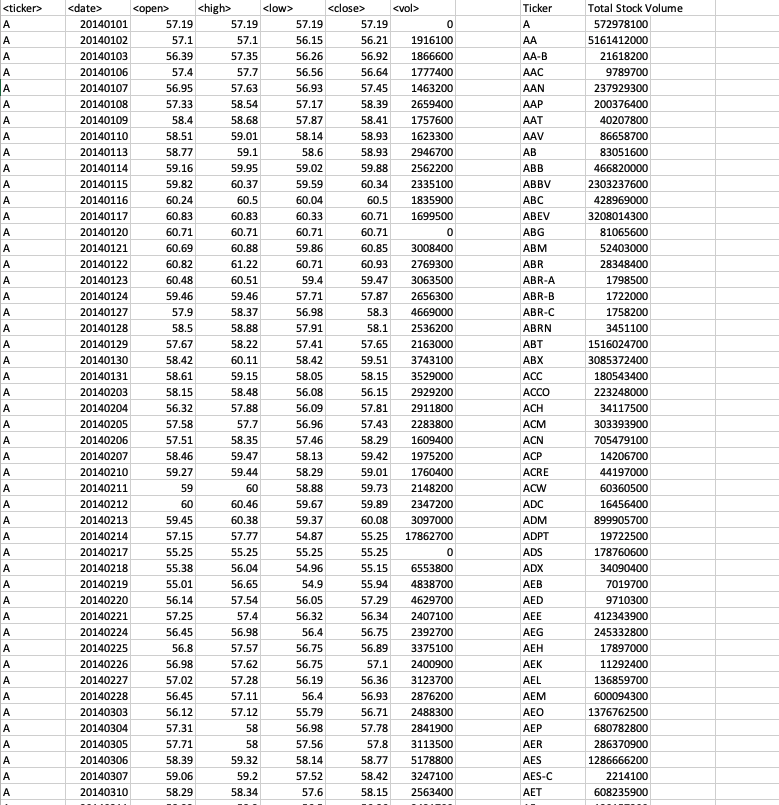 <ticker> <date> <open> <high> <low> <close> <vol> Ticker Total Stock Volume
A 20140101 57.19 57.19 57.19 57.19 0 A 572978100
A 20140102 57.1 57.1 56.15 56.21 1916100 AA 5161412000
A 20140103 56.39 57.35 56.26 56.92 1866600 AA-B 21618200
A 20140106 57.4 57.7 56.56 56.64 1777400 AAC 9789700
A 20140107 56.95 57.63 56.93 57.45 1463200 AAN 237929300
A 20140108 57.33 58.54 57.17 58.39 2659400 AAP 200376400
A 20140109 58.4 58.68 57.87 58.41 1757600 AAT 40207800
A 20140110 58.51 59.01 58.14 58.93 1623300 AAV 86658700
A 20140113 58.77 59.1 58.6 58.93 2946700 AB 83051600
A 20140114 59.16 59.95 59.02 59.88 2562200 ABB 466820000
A 20140115 59.82 60.37 59.59 60.34 2335100 ABBV 2303237600
A 20140116 60.24 60.5 60.04 60.5 1835900 ABC 428969000
A 20140117 60.83 60.83 60.33 60.71 1699500 ABEV 3208014300
A 20140120 60.71 60.71 60.71 60.71 0 ABG 81065600
A 20140121 60.69 60.88 59.86 60.85 3008400 ABM 52403000
A 20140122 60.82 61.22 60.71 60.93 2769300 ABR 28348400
A 20140123 60.48 60.51 59.4 59.47 3063500 ABR-A 1798500
A 20140124 59.46 59.46 57.71 57.87 2656300 ABR-B 1722000
A 20140127 57.9 58.37 56.98 58.3 4669000 ABR-C 1758200
A 20140128 58.5 58.88 57.91 58.1 2536200 ABRN 3451100
A 20140129 57.67 58.22 57.41 57.65 2163000 ABT 1516024700
A 20140130 58.42 60.11 58.42 59.51 3743100 ABX 3085372400
A 20140131 58.61 59.15 58.05 58.15 3529000 ACC 180543400
A 20140203 58.15 58.48 56.08 56.15 2929200 ACCO 223248000
A 20140204 56.32 57.88 56.09 57.81 2911800 ACH 34117500
A 20140205 57.58 57.7 56.96 57.43 2283800 ACM 303393900
A 20140206 57.51 58.35 57.46 58.29 1609400 ACN 705479100
A 20140207 58.46 59.47 58.13 59.42 1975200 ACP 14206700
A 20140210 59.27 59.44 58.29 59.01 1760400 ACRE 44197000
A 20140211 59 60 58.88 59.73 2148200 ACW 60360500
A 20140212 60 60.46 59.67 59.89 2347200 ADC 16456400
A 20140213 59.45 60.38 59.37 60.08 3097000 ADM 899905700
A 20140214 57.15 57.77 54.87 55.25 17862700 ADPT 19722500
A 20140217 55.25 55.25 55.25 55.25 0 ADS 178760600
A 20140218 55.38 56.04 54.96 55.15 6553800 ADX 34090400
A 20140219 55.01 56.65 54.9 55.94 4838700 AEB 7019700
A 20140220 56.14 57.54 56.05 57.29 4629700 AED 9710300
A 20140221 57.25 57.4 56.32 56.34 2407100 AEE 412343900
A 20140224 56.45 56.98 56.4 56.75 2392700 AEG 245332800
A 20140225 56.8 57.57 56.75 56.89 3375100 AEH 17897000
A 20140226 56.98 57.62 56.75 57.1 2400900 AEK 11292400
A 20140227 57.02 57.28 56.19 56.36 3123700 AEL 136859700
A 20140228 56.45 57.11 56.4 56.93 2876200 AEM 600094300
A 20140303 56.12 57.12 55.79 56.71 2488300 AEO 1376762500
A 20140304 57.31 58 56.98 57.78 2841900 AEP 680782800
A 20140305 57.71 58 57.56 57.8 3113500 AER 286370900
A 20140306 58.39 59.32 58.14 58.77 5178800 AES 1286666200
A 20140307 59.06 59.2 57.52 58.42 3247100 AES-C 2214100
A 20140310 58.29 58.34 57.6 58.15 2563400 AET 608235900